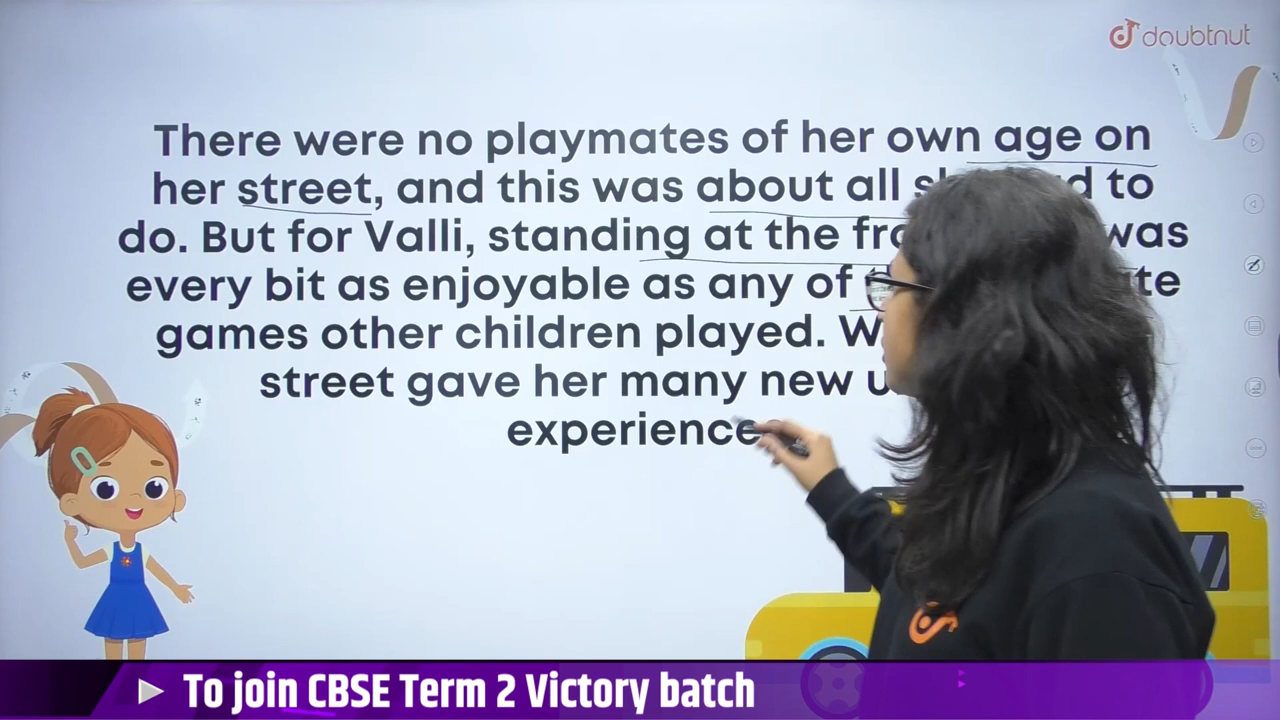 doubtnut
There were no playmates of her own age on
her street, and this was about all to
do. But for Valli, standing at the was
every bit as enjoyable as any of
games other children played.
street gave her many new
experience
To join CBSE Term 2 Victory batch